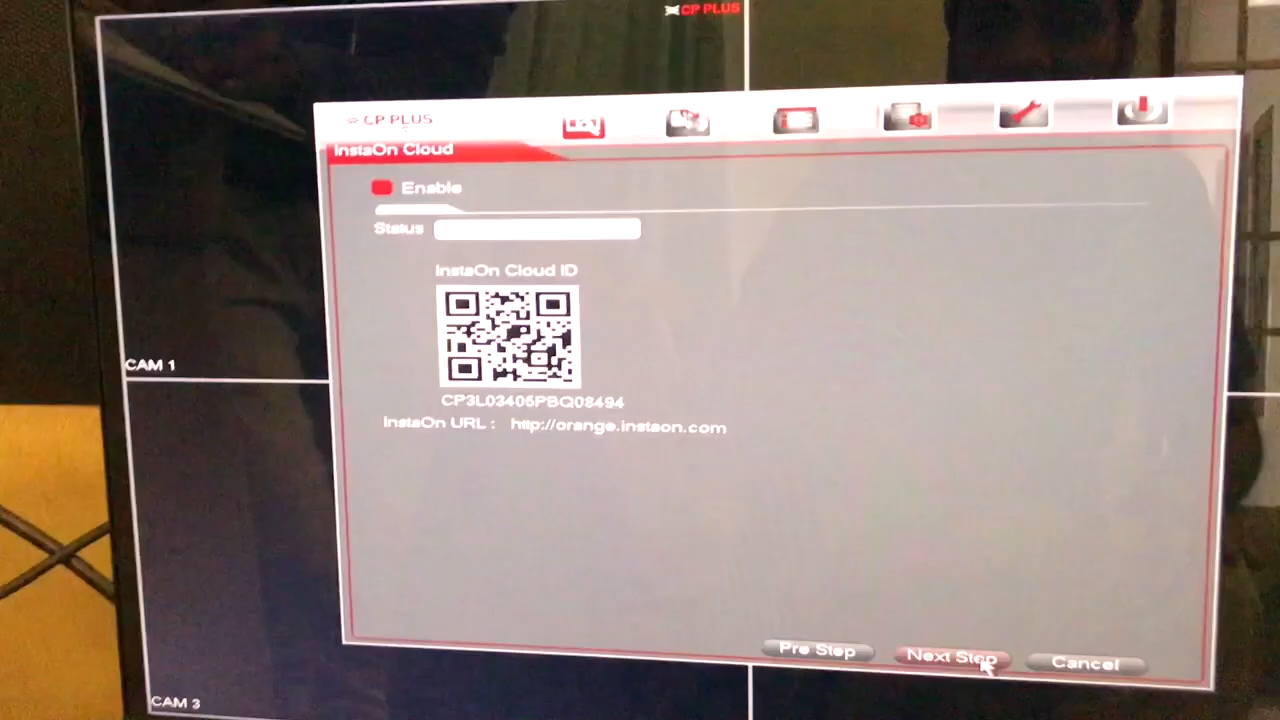 CP PLUS
CP PLUS
InstaOn Cloud
Enable
Status
InstaOn Cloud ID
CP3L03405PBQ08494
InstaOn URL : http://orange.instaon.com
CAM 1
Pre Step
Next Step
Cancel
CAM 3